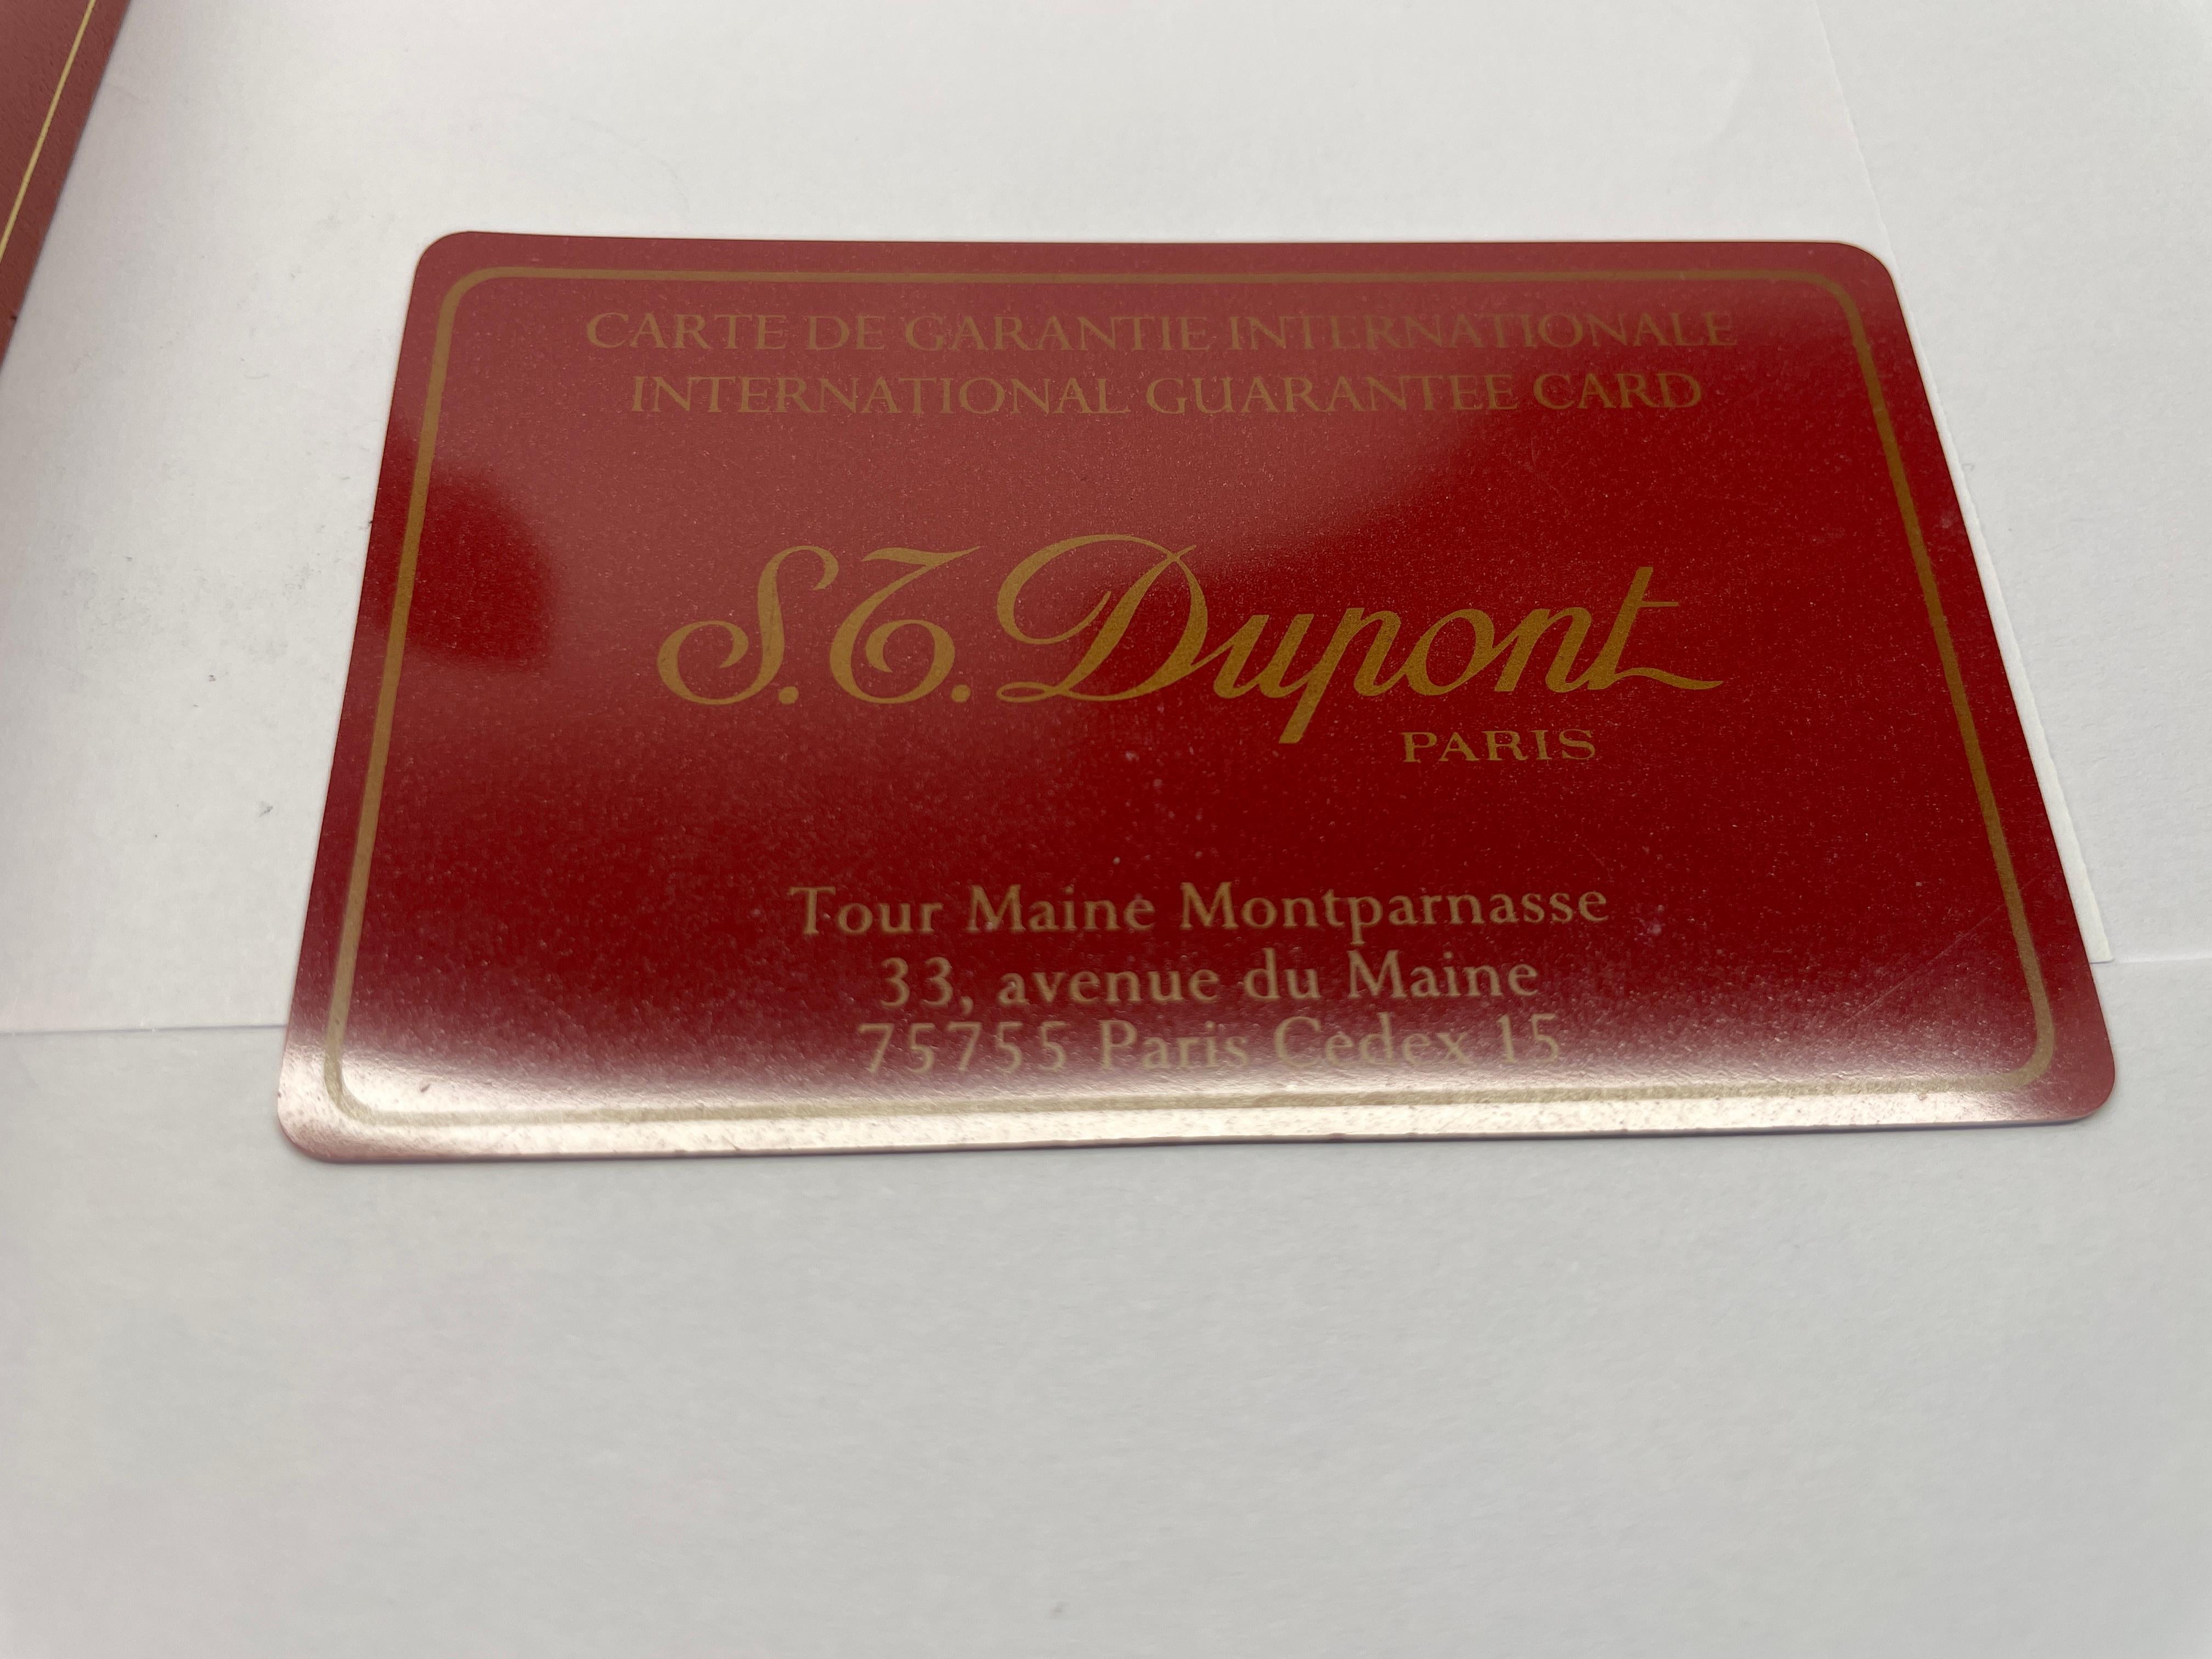 CARTE DE GARANTIE INTERNATIONALE
INTERNATIONAL GUARANTEE CARD
S.T. Dupont
PARIS
Tour Maine Montparnasse
33, avenue du Maine
75755 Paris Cedex 15